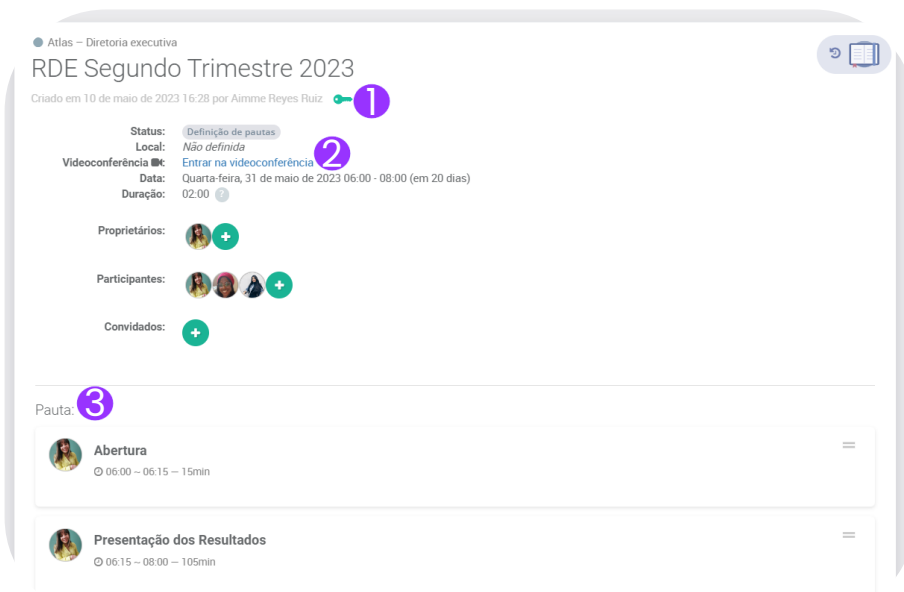 Atlas – Diretoria executiva
RDE Segundo Trimestre 2023
Criado em 10 de maio de 2023 16:28 por Aimme Reyes Ruiz
1
Status: Definição de pautas
Local: Não definida
2
Videoconferência : Entrar na videoconferência
Data: Quarta-feira, 31 de maio de 2023 06:00 - 08:00 (em 20 dias)
Duração: 02:00 ?
Proprietários: +
Participantes: +
Convidados: +
Pauta: 3
Abertura
06:00 ~ 06:15 — 15min
Presentação dos Resultados
06:15 ~ 08:00 — 105min